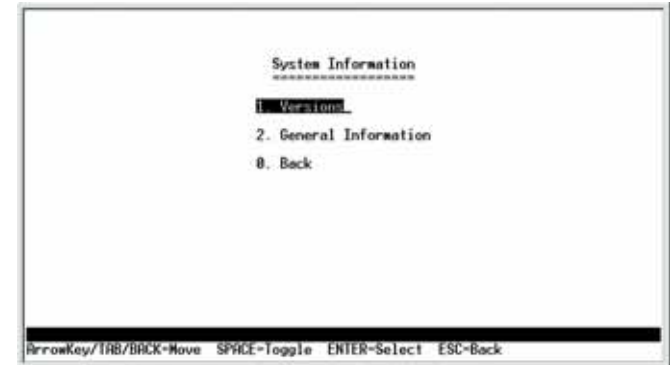 System Information
==================
1. Versions
2. General Information
0. Back
ArrowKey/TAB/BACK=Move  SPACE=Toggle  ENTER=Select  ESC=Back